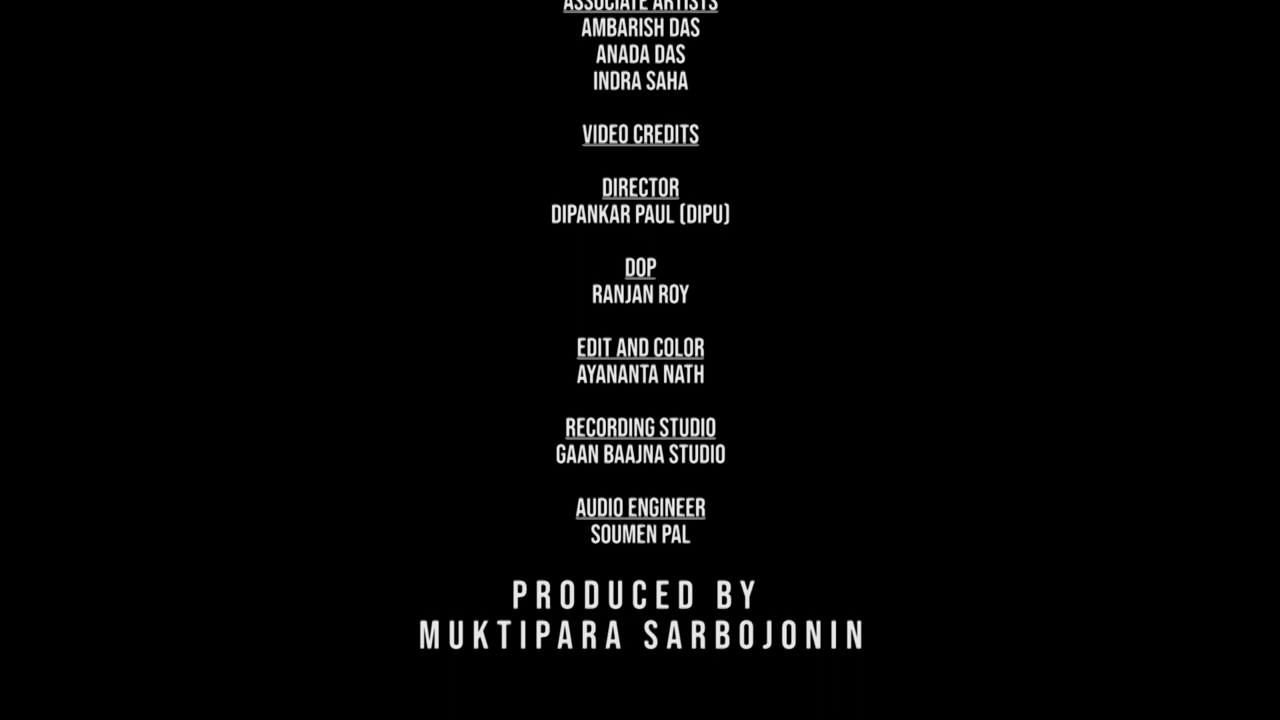 ASSOCIATE ARTISTS
AMBARISH DAS
ANADA DAS
INDRA SAHA
VIDEO CREDITS
DIRECTOR
DIPANKAR PAUL (DIPU)
DOP
RANJAN ROY
EDIT AND COLOR
AYANANTA NATH
RECORDING STUDIO
GAAN BAAJNA STUDIO
AUDIO ENGINEER
SOUMEN PAL
PRODUCED BY
MUKTIPARA SARBOJONIN